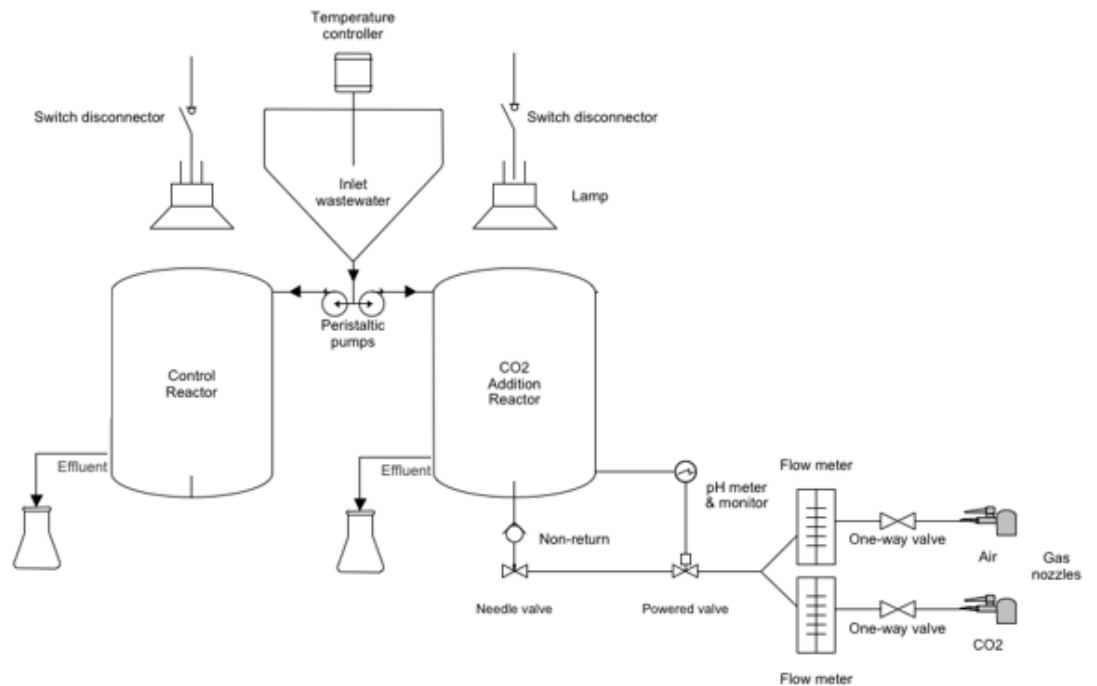 Temperature
controller
Switch disconnector
Switch disconnector
Inlet
wastewater
Lamp
Peristaltic
pumps
Control
Reactor
CO2
Addition
Reactor
Effluent
Effluent
Flow meter
pH meter
& monitor
Non-return
One-way valve
Air
Gas
nozzles
Needle valve
Powered valve
One-way valve
CO2
Flow meter